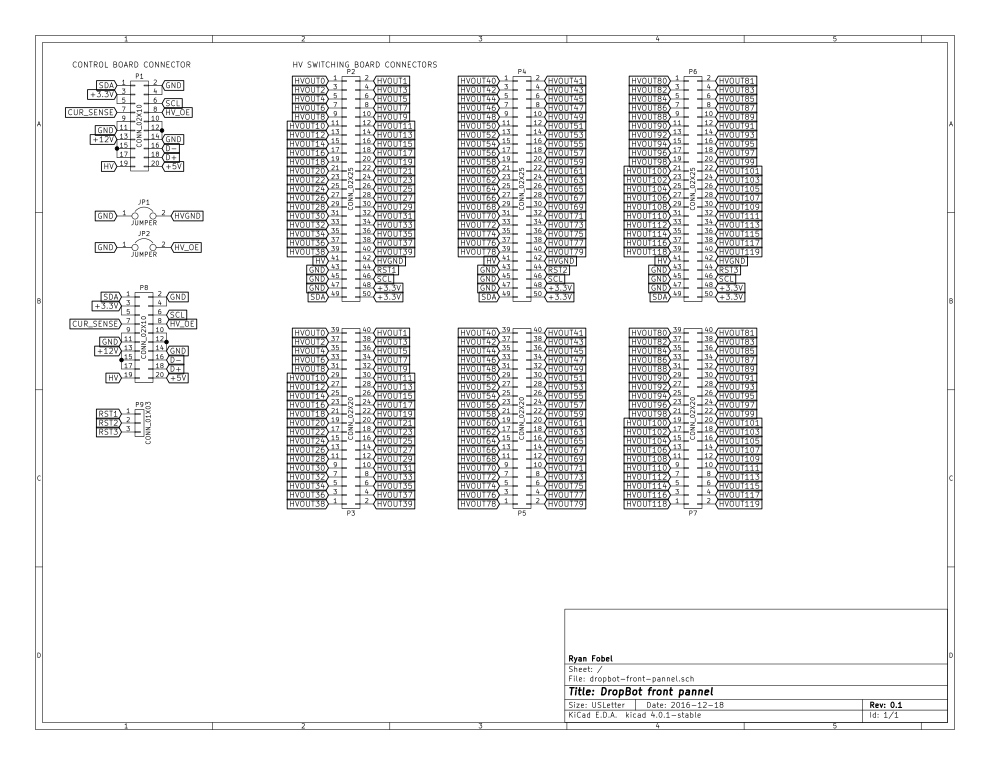 1 2 3 4 5
A B C D
CONTROL BOARD CONNECTOR
P1
SDA 1 2 GND
+3.3V 3 4
5 6 SCL
CUR_SENSE 7 8 HV_OE
9 10
GND 11 12
+12V 13 14 GND
15 16 D-
17 18 D+
HV 19 20 +5V
CONN_02X10
JP1
GND 1 2 HVGND
JUMPER
JP2
GND 1 2 HV_OE
JUMPER
P8
SDA 1 2 GND
+3.3V 3 4
5 6 SCL
CUR_SENSE 7 8 HV_OE
9 10
GND 11 12
+12V 13 14 GND
15 16 D-
17 18 D+
HV 19 20 +5V
CONN_02X10
P9
RST1 1
RST2 2
RST3 3
CONN_01X03
HV SWITCHING BOARD CONNECTORS
P2
HVOUT0 1 2 HVOUT1
HVOUT2 3 4 HVOUT3
HVOUT4 5 6 HVOUT5
HVOUT6 7 8 HVOUT7
HVOUT8 9 10 HVOUT9
HVOUT10 11 12 HVOUT11
HVOUT12 13 14 HVOUT13
HVOUT14 15 16 HVOUT15
HVOUT16 17 18 HVOUT17
HVOUT18 19 20 HVOUT19
HVOUT20 21 22 HVOUT21
HVOUT22 23 24 HVOUT23
HVOUT24 25 26 HVOUT25
HVOUT26 27 28 HVOUT27
HVOUT28 29 30 HVOUT29
HVOUT30 31 32 HVOUT31
HVOUT32 33 34 HVOUT33
HVOUT34 35 36 HVOUT35
HVOUT36 37 38 HVOUT37
HVOUT38 39 40 HVOUT39
HV 41 42 HVGND
GND 43 44 RST1
GND 45 46 SCL
GND 47 48 +3.3V
SDA 49 50 +3.3V
CONN_02X25
P4
HVOUT40 1 2 HVOUT41
HVOUT42 3 4 HVOUT43
HVOUT44 5 6 HVOUT45
HVOUT46 7 8 HVOUT47
HVOUT48 9 10 HVOUT49
HVOUT50 11 12 HVOUT51
HVOUT52 13 14 HVOUT53
HVOUT54 15 16 HVOUT55
HVOUT56 17 18 HVOUT57
HVOUT58 19 20 HVOUT59
HVOUT60 21 22 HVOUT61
HVOUT62 23 24 HVOUT63
HVOUT64 25 26 HVOUT65
HVOUT66 27 28 HVOUT67
HVOUT68 29 30 HVOUT69
HVOUT70 31 32 HVOUT71
HVOUT72 33 34 HVOUT73
HVOUT74 35 36 HVOUT75
HVOUT76 37 38 HVOUT77
HVOUT78 39 40 HVOUT79
HV 41 42 HVGND
GND 43 44 RST2
GND 45 46 SCL
GND 47 48 +3.3V
SDA 49 50 +3.3V
CONN_02X25
P6
HVOUT80 1 2 HVOUT81
HVOUT82 3 4 HVOUT83
HVOUT84 5 6 HVOUT85
HVOUT86 7 8 HVOUT87
HVOUT88 9 10 HVOUT89
HVOUT90 11 12 HVOUT91
HVOUT92 13 14 HVOUT93
HVOUT94 15 16 HVOUT95
HVOUT96 17 18 HVOUT97
HVOUT98 19 20 HVOUT99
HVOUT100 21 22 HVOUT101
HVOUT102 23 24 HVOUT103
HVOUT104 25 26 HVOUT105
HVOUT106 27 28 HVOUT107
HVOUT108 29 30 HVOUT109
HVOUT110 31 32 HVOUT111
HVOUT112 33 34 HVOUT113
HVOUT114 35 36 HVOUT115
HVOUT116 37 38 HVOUT117
HVOUT118 39 40 HVOUT119
HV 41 42 HVGND
GND 43 44 RST3
GND 45 46 SCL
GND 47 48 +3.3V
SDA 49 50 +3.3V
CONN_02X25
HVOUT0 39 40 HVOUT1
HVOUT2 37 38 HVOUT3
HVOUT4 35 36 HVOUT5
HVOUT6 33 34 HVOUT7
HVOUT8 31 32 HVOUT9
HVOUT10 29 30 HVOUT11
HVOUT12 27 28 HVOUT13
HVOUT14 25 26 HVOUT15
HVOUT16 23 24 HVOUT17
HVOUT18 21 22 HVOUT19
HVOUT20 19 20 HVOUT21
HVOUT22 17 18 HVOUT23
HVOUT24 15 16 HVOUT25
HVOUT26 13 14 HVOUT27
HVOUT28 11 12 HVOUT29
HVOUT30 9 10 HVOUT31
HVOUT32 7 8 HVOUT33
HVOUT34 5 6 HVOUT35
HVOUT36 3 4 HVOUT37
HVOUT38 1 2 HVOUT39
CONN_02X20
P3
HVOUT40 39 40 HVOUT41
HVOUT42 37 38 HVOUT43
HVOUT44 35 36 HVOUT45
HVOUT46 33 34 HVOUT47
HVOUT48 31 32 HVOUT49
HVOUT50 29 30 HVOUT51
HVOUT52 27 28 HVOUT53
HVOUT54 25 26 HVOUT55
HVOUT56 23 24 HVOUT57
HVOUT58 21 22 HVOUT59
HVOUT60 19 20 HVOUT61
HVOUT62 17 18 HVOUT63
HVOUT64 15 16 HVOUT65
HVOUT66 13 14 HVOUT67
HVOUT68 11 12 HVOUT69
HVOUT70 9 10 HVOUT71
HVOUT72 7 8 HVOUT73
HVOUT74 5 6 HVOUT75
HVOUT76 3 4 HVOUT77
HVOUT78 1 2 HVOUT79
CONN_02X20
P5
HVOUT80 39 40 HVOUT81
HVOUT82 37 38 HVOUT83
HVOUT84 35 36 HVOUT85
HVOUT86 33 34 HVOUT87
HVOUT88 31 32 HVOUT89
HVOUT90 29 30 HVOUT91
HVOUT92 27 28 HVOUT93
HVOUT94 25 26 HVOUT95
HVOUT96 23 24 HVOUT97
HVOUT98 21 22 HVOUT99
HVOUT100 19 20 HVOUT101
HVOUT102 17 18 HVOUT103
HVOUT104 15 16 HVOUT105
HVOUT106 13 14 HVOUT107
HVOUT108 11 12 HVOUT109
HVOUT110 9 10 HVOUT111
HVOUT112 7 8 HVOUT113
HVOUT114 5 6 HVOUT115
HVOUT116 3 4 HVOUT117
HVOUT118 1 2 HVOUT119
CONN_02X20
P7
Ryan Fobel
Sheet: /
File: dropbot-front-pannel.sch
Title: DropBot front pannel
Size: USLetter Date: 2016-12-18 Rev: 0.1
KiCad E.D.A. kicad 4.0.1-stable Id: 1/1
A B C D
1 2 3 4 5